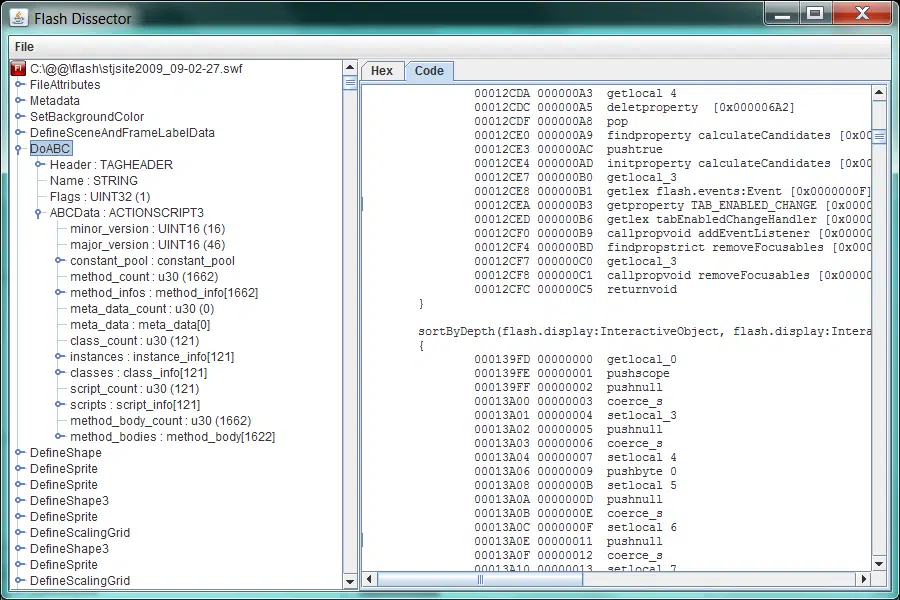 Flash Dissector
File
C:\@@\flash\stjsite2009_09-02-27.swf
FileAttributes
Metadata
SetBackgroundColor
DefineSceneAndFrameLabelData
DoABC
Header : TAGHEADER
Name : STRING
Flags : UINT32 (1)
ABCData : ACTIONSCRIPT3
minor_version : UINT16 (16)
major_version : UINT16 (46)
constant_pool : constant_pool
method_count : u30 (1662)
method_infos : method_info[1662]
meta_data_count : u30 (0)
meta_data : meta_data[0]
class_count : u30 (121)
instances : instance_info[121]
classes : class_info[121]
script_count : u30 (121)
scripts : script_info[121]
method_body_count : u30 (1662)
method_bodies : method_body[1622]
DefineShape
DefineSprite
DefineSprite
DefineShape3
DefineSprite
DefineScalingGrid
DefineShape3
DefineSprite
DefineScalingGrid
Hex Code
00012CDA 000000A3 getlocal 4
00012CDC 000000A5 deleteproperty [0x000006A2]
00012CDF 000000A8 pop
00012CE0 000000A9 findproperty calculateCandidates [0x00
00012CE3 000000AC pushtrue
00012CE4 000000AD initproperty calculateCandidates [0x00
00012CE7 000000B0 getlocal_3
00012CE8 000000B1 getlex flash.events:Event [0x0000000F]
00012CEA 000000B3 getproperty TAB_ENABLED_CHANGE [0x0000
00012CED 000000B6 getlex tabEnabledChangeHandler [0x0000
00012CF0 000000B9 callpropvoid addEventListener [0x0000
00012CF4 000000BD findpropstrict removeFocusables [0x000
00012CF7 000000C0 getlocal_3
00012CF8 000000C1 callpropvoid removeFocusables [0x0000
00012CFC 000000C5 returnvoid
}
sortByDepth(flash.display:InteractiveObject, flash.display:Intera
{
000139FD 00000000 getlocal_0
000139FE 00000001 pushscope
000139FF 00000002 pushnull
00013A00 00000003 coerce_s
00013A01 00000004 setlocal_3
00013A02 00000005 pushnull
00013A03 00000006 coerce_s
00013A04 00000007 setlocal 4
00013A06 00000009 pushbyte 0
00013A08 0000000B setlocal 5
00013A0A 0000000D pushnull
00013A0B 0000000E coerce_s
00013A0C 0000000F setlocal 6
00013A0E 00000011 pushnull
00013A0F 00000012 coerce_s
00013A10 00000013 setlocal 7